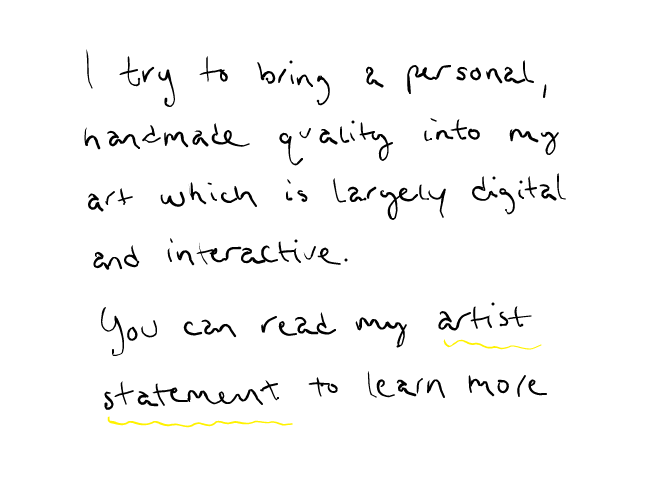 I try to bring a personal,
handmade quality into my
art which is largely digital
and interactive.
You can read my artist
statement to learn more